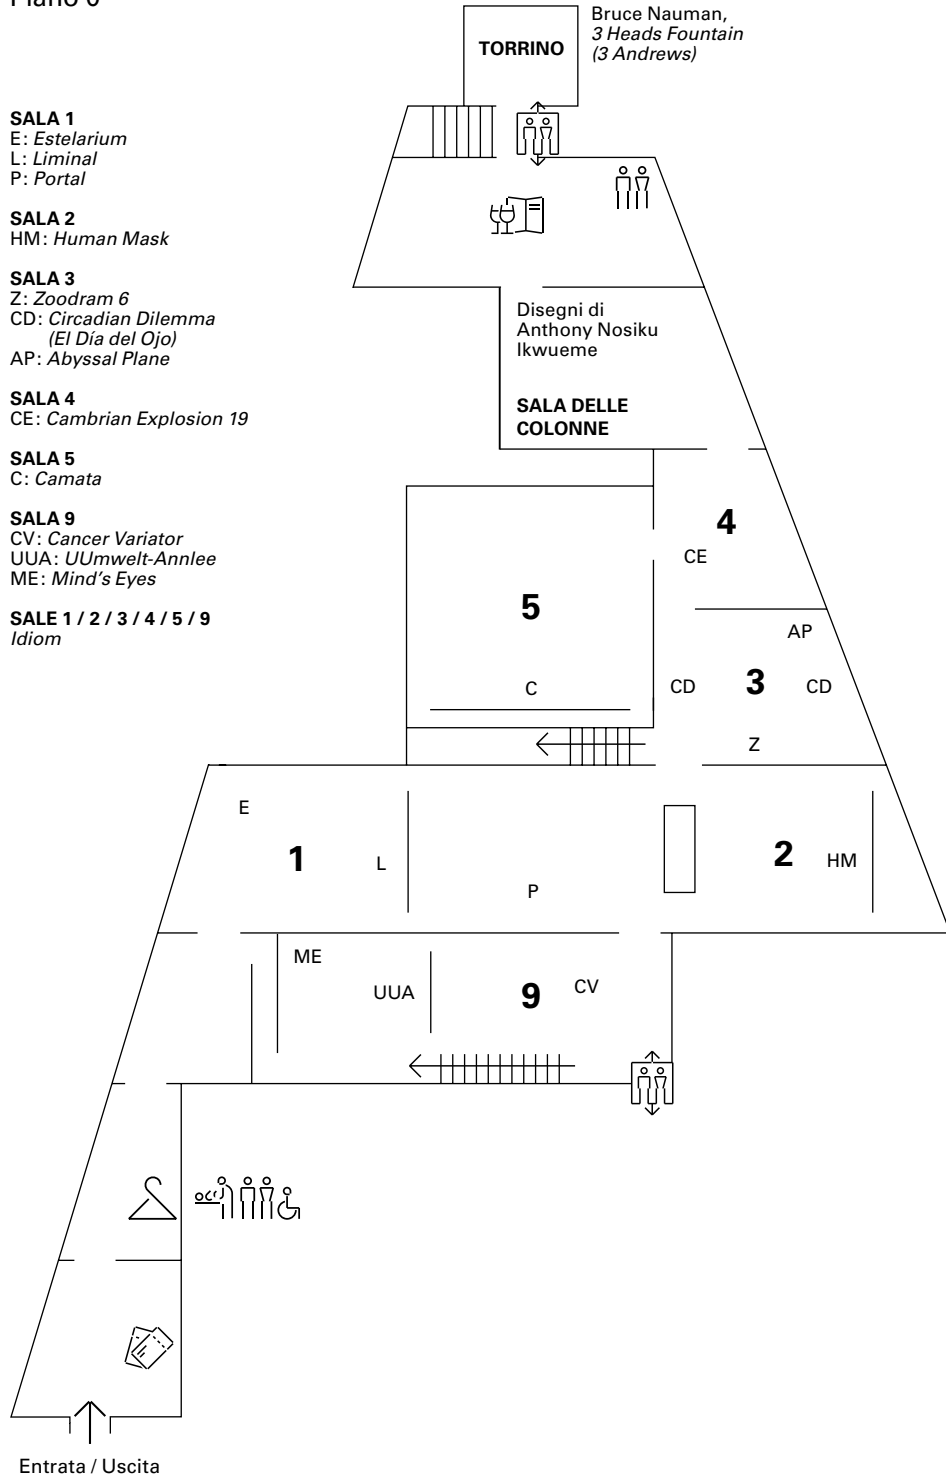 Piano 0
SALA 1
E: Estelarium
L: Liminal
P: Portal
SALA 2
HM: Human Mask
SALA 3
Z: Zoodram 6
CD: Circadian Dilemma
(El Día del Ojo)
AP: Abyssal Plane
SALA 4
CE: Cambrian Explosion 19
SALA 5
C: Camata
SALA 9
CV: Cancer Variator
UUA: UUmwelt-Annlee
ME: Mind's Eyes
SALE 1 / 2 / 3 / 4 / 5 / 9
Idiom
TORRINO
Bruce Nauman,
3 Heads Fountain
(3 Andrews)
Disegni di
Anthony Nosiku
Ikwueme
SALA DELLE
COLONNE
4
CE
5
C
AP
CD
3
CD
Z
E
1
L
P
2
HM
ME
UUA
9
CV
Entrata / Uscita